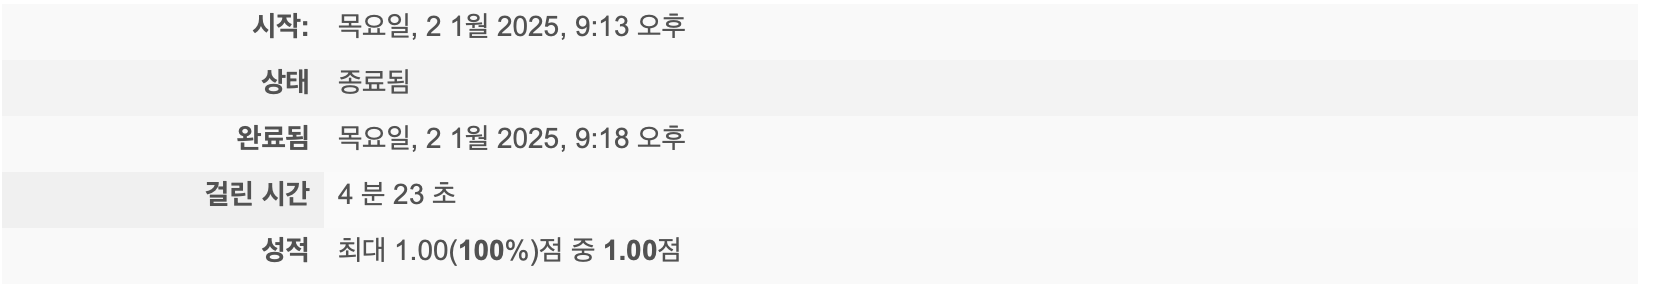 시작: 목요일, 2 1월 2025, 9:13 오후
상태 종료됨
완료됨 목요일, 2 1월 2025, 9:18 오후
걸린 시간 4 분 23 초
성적 최대 1.00(100%)점 중 1.00점